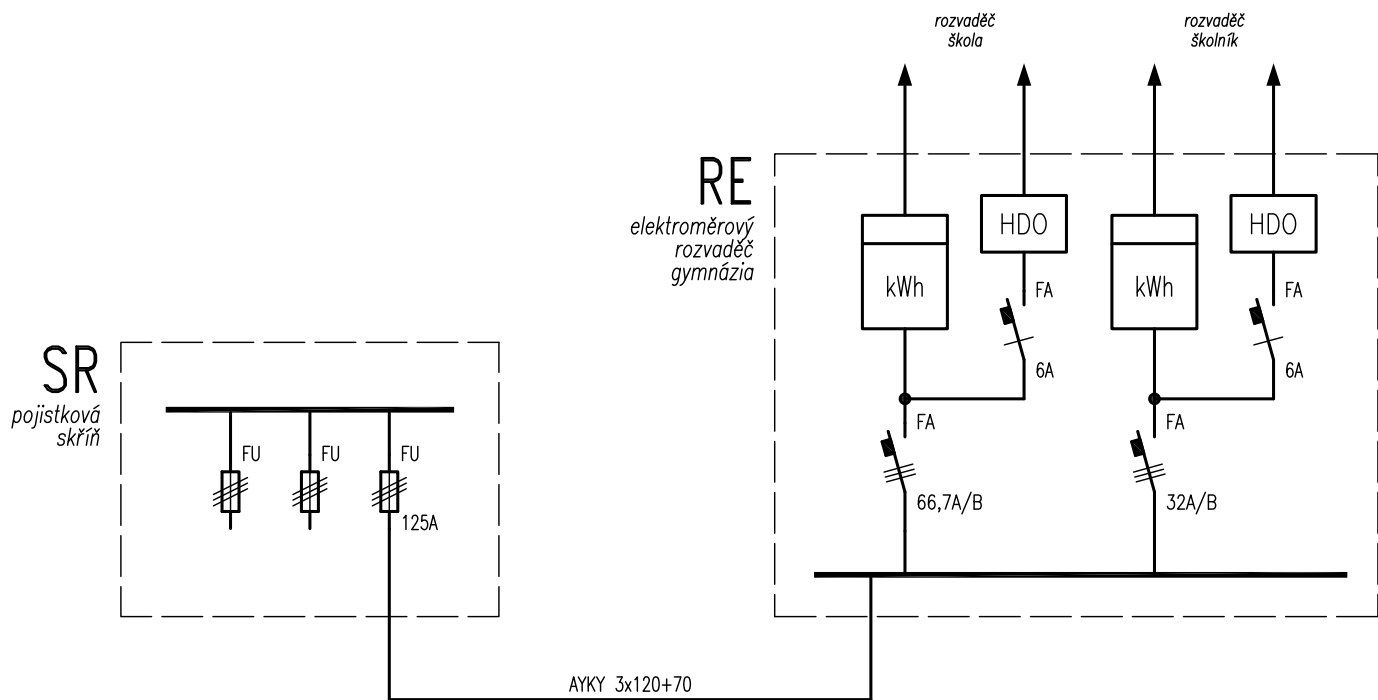 rozvaděč
škola
rozvaděč
školník
RE
elektroměrový
rozvaděč
gymnázia
HDO
HDO
kWh
kWh
FA
FA
6A
6A
FA
FA
66,7A/B
32A/B
SR
pojistková
skříň
FU
FU
FU
125A
AYKY 3x120+70